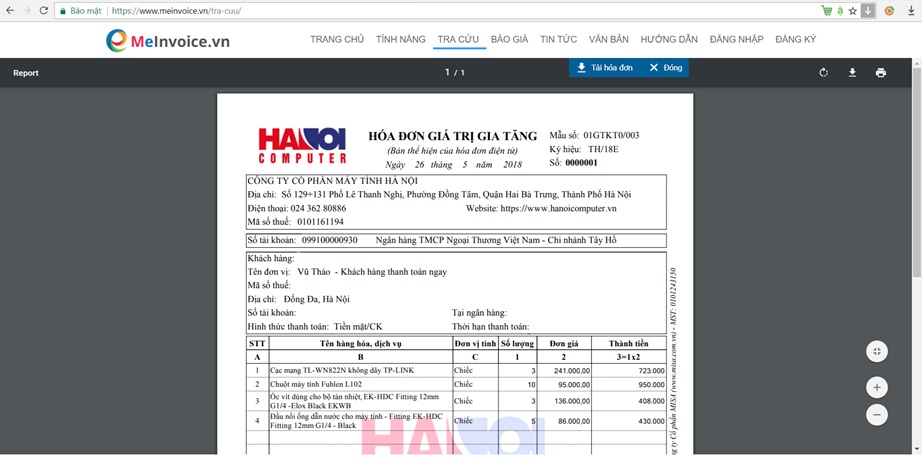 Bảo mật | https://www.meinvoice.vn/tra-cuu/
MeInvoice.vn TRANG CHỦ TÍNH NĂNG TRA CỨU BÁO GIÁ TIN TỨC VĂN BẢN HƯỚNG DẪN ĐĂNG NHẬP ĐĂNG KÝ
Report 1 / 1 Tải hóa đơn Đóng
HANOI
COMPUTER
HÓA ĐƠN GIÁ TRỊ GIA TĂNG
(Bản thể hiện của hóa đơn điện tử)
Ngày 26 tháng 5 năm 2018
Mẫu số: 01GTKT0/003
Ký hiệu: TH/18E
Số: 0000001
CÔNG TY CỔ PHẦN MÁY TÍNH HÀ NỘI
Địa chỉ: Số 129+131 Phố Lê Thanh Nghị, Phường Đồng Tâm, Quận Hai Bà Trưng, Thành Phố Hà Nội
Điện thoại: 024 362 80886 Website: https://www.hanoicomputer.vn
Mã số thuế: 0101161194
Số tài khoản: 099100000930 Ngân hàng TMCP Ngoại Thương Việt Nam - Chi nhánh Tây Hồ
Khách hàng:
Tên đơn vị: Vũ Thảo - Khách hàng thanh toán ngay
Mã số thuế:
Địa chỉ: Đống Đa, Hà Nội
Số tài khoản: Tại ngân hàng:
Hình thức thanh toán: Tiền mặt/CK Thời hạn thanh toán:
STT Tên hàng hóa, dịch vụ Đơn vị tính Số lượng Đơn giá Thành tiền
A B C 1 2 3=1x2
1 Cạc mạng TL-WN822N không dây TP-LINK Chiếc 3 241.000,00 723.000
2 Chuột máy tính Fuhlen L102 Chiếc 10 95.000,00 950.000
3 Ốc vít dùng cho bộ tản nhiệt, EK-HDC Fitting 12mm G1/4 -Elox Black EKWB Chiếc 3 136.000,00 408.000
4 Đầu nối ống dẫn nước cho máy tính - Fitting EK-HDC Fitting 12mm G1/4 - Black Chiếc 5 86.000,00 430.000
HANOI
ng ty Cổ phần MISA (www.misa.com.vn) - MST: 0101243150